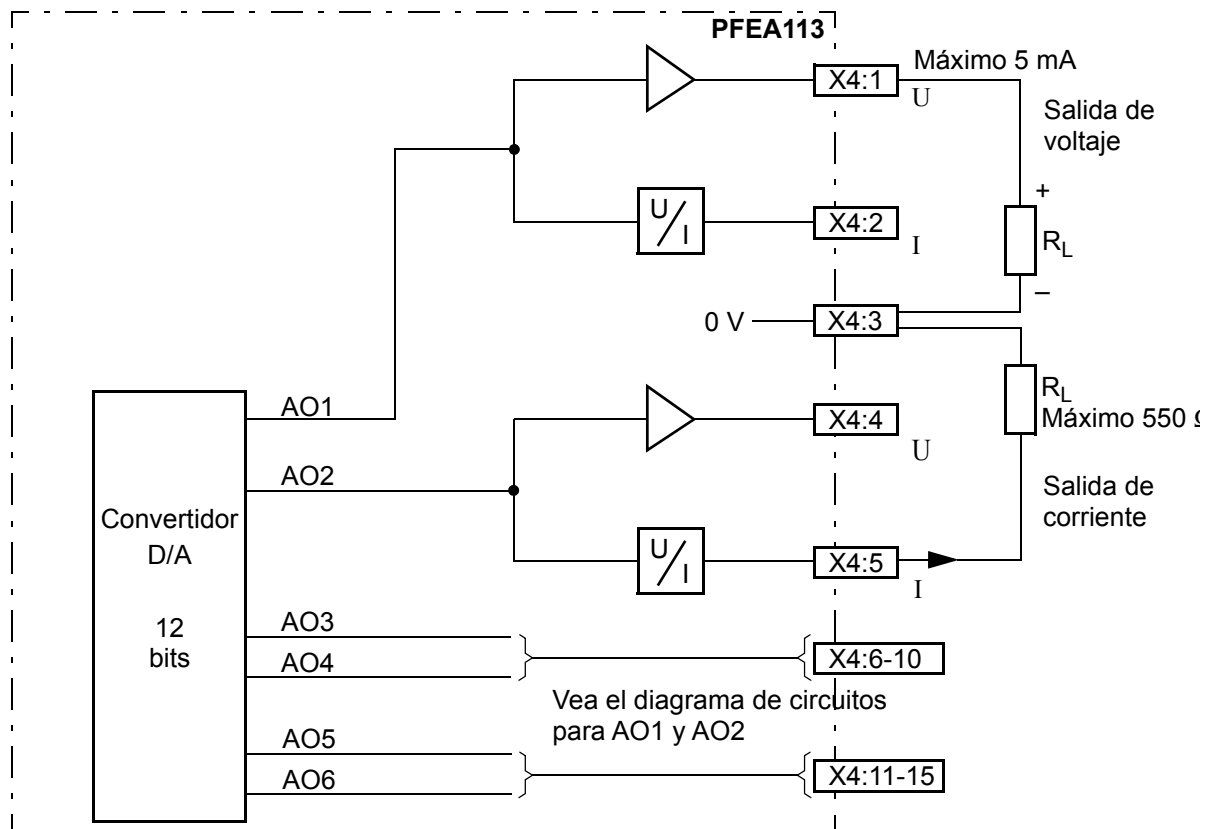 PFEA113
X4:1
Máximo 5 mA
U
Salida de
voltaje
+
U/I
X4:2
I
RL
–
0 V
X4:3
AO1
X4:4
U
RL
Máximo 550 Ω
AO2
Salida de
corriente
Convertidor
D/A
12
bits
U/I
X4:5
I
AO3
AO4
X4:6-10
Vea el diagrama de circuitos
para AO1 y AO2
AO5
AO6
X4:11-15